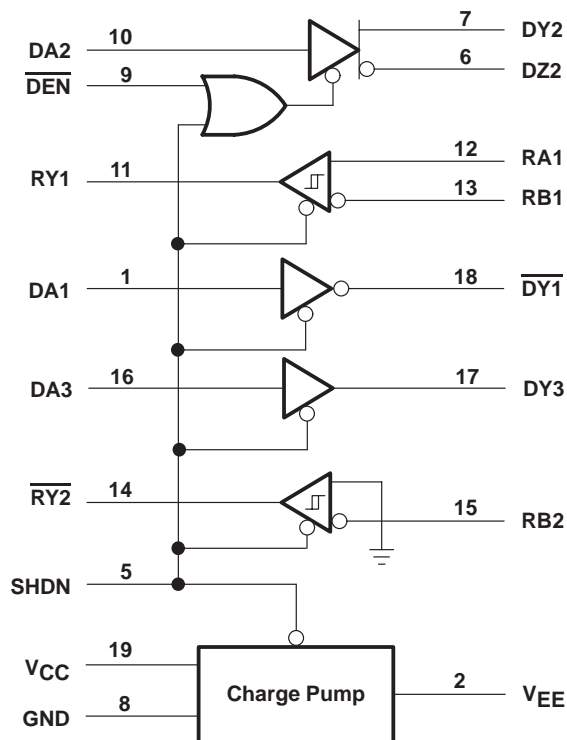 DA2 10 7 DY2
DEN 9 6 DZ2
RY1 11 12 RA1
13 RB1
DA1 1 18 DY1
DA3 16 17 DY3
RY2 14 15 RB2
SHDN 5
VCC 19
Charge Pump 2 VEE
GND 8